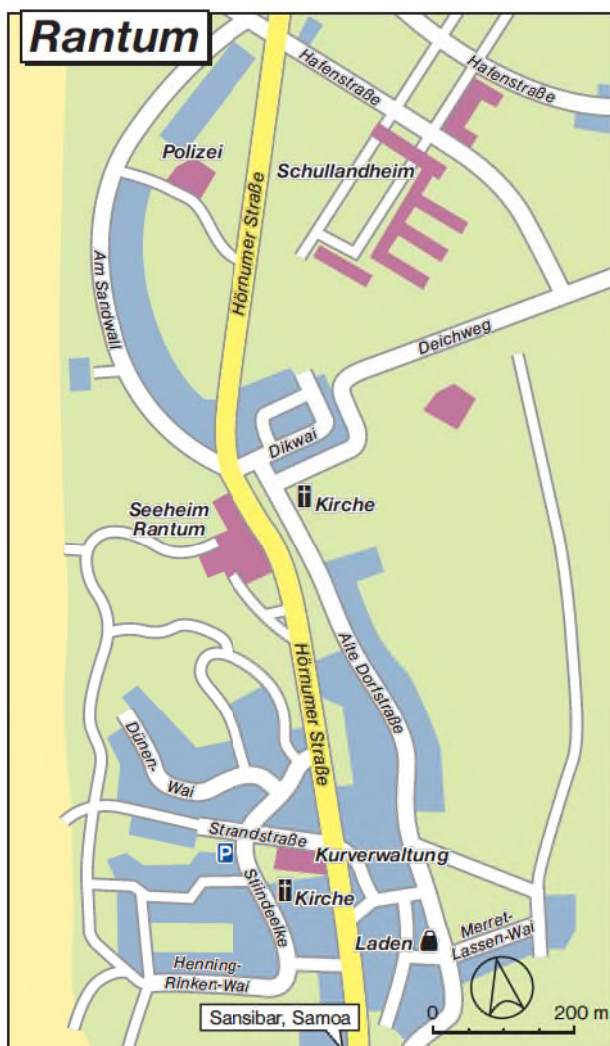 Rantum
Hafenstraße
Hafenstraße
Polizei
Schullandheim
Hörnumer Straße
Am Sandwall
Deichweg
Dikwai
Kirche
Seeheim
Rantum
Alte Dorfstraße
Hörnumer Straße
Dünen-
Wai
Strandstraße
P
Kurverwaltung
Stiindeelke
Kirche
Laden
Merret-
Lassen-Wai
Henning-
Rinken-Wai
Sansibar, Samoa
0 200 m